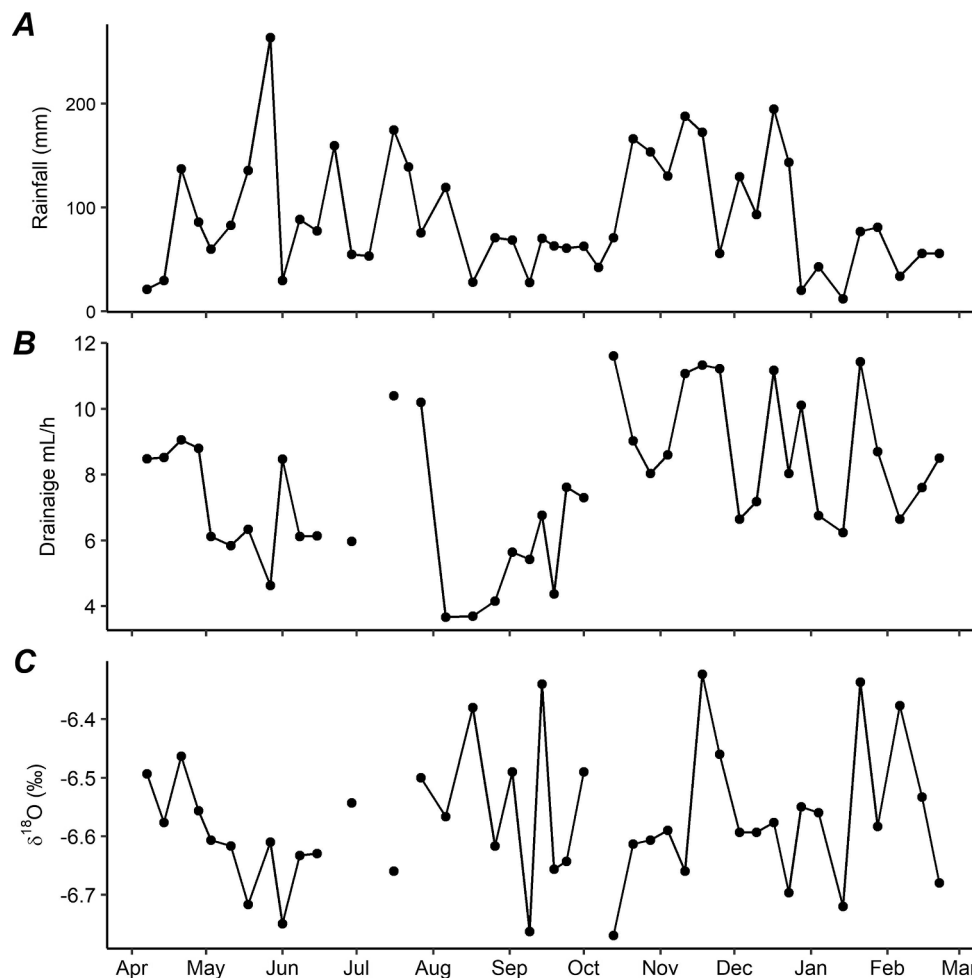 A
Rainfall (mm)
200
100
0
B
Drainaige mL/h
12
10
8
6
4
C
δ¹⁸O (‰)
-6.4
-6.5
-6.6
-6.7
Apr May Jun Jul Aug Sep Oct Nov Dec Jan Feb Mar